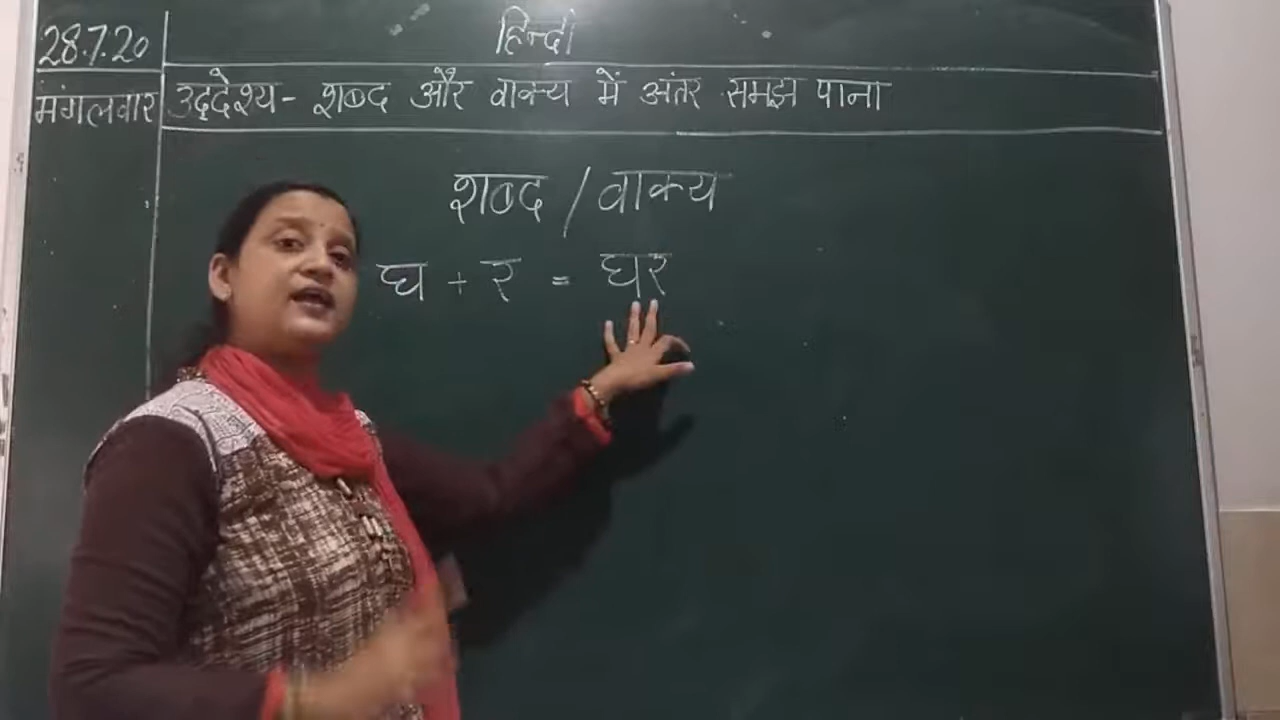 28.7.20 हिन्दी
मंगलवार उद्देश्य- शब्द और वाक्य में अंतर समझ पाना
शब्द / वाक्य
घ + र = घर